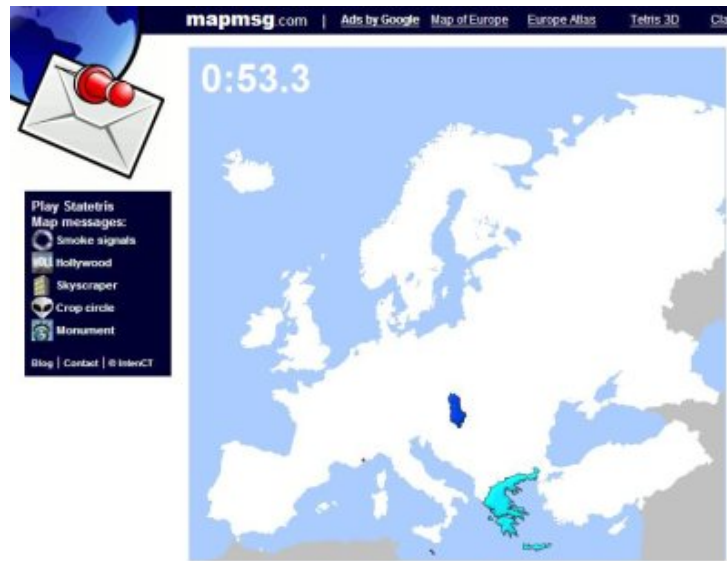 mapmsg.com | Ads by Google Map of Europe Europe Atlas Tetris 3D Cla
0:53.3
Play Statetris
Map messages:
Smoke signals
Hollywood
Skyscraper
Crop circle
Monument
Blog | Contact | © IntenCT